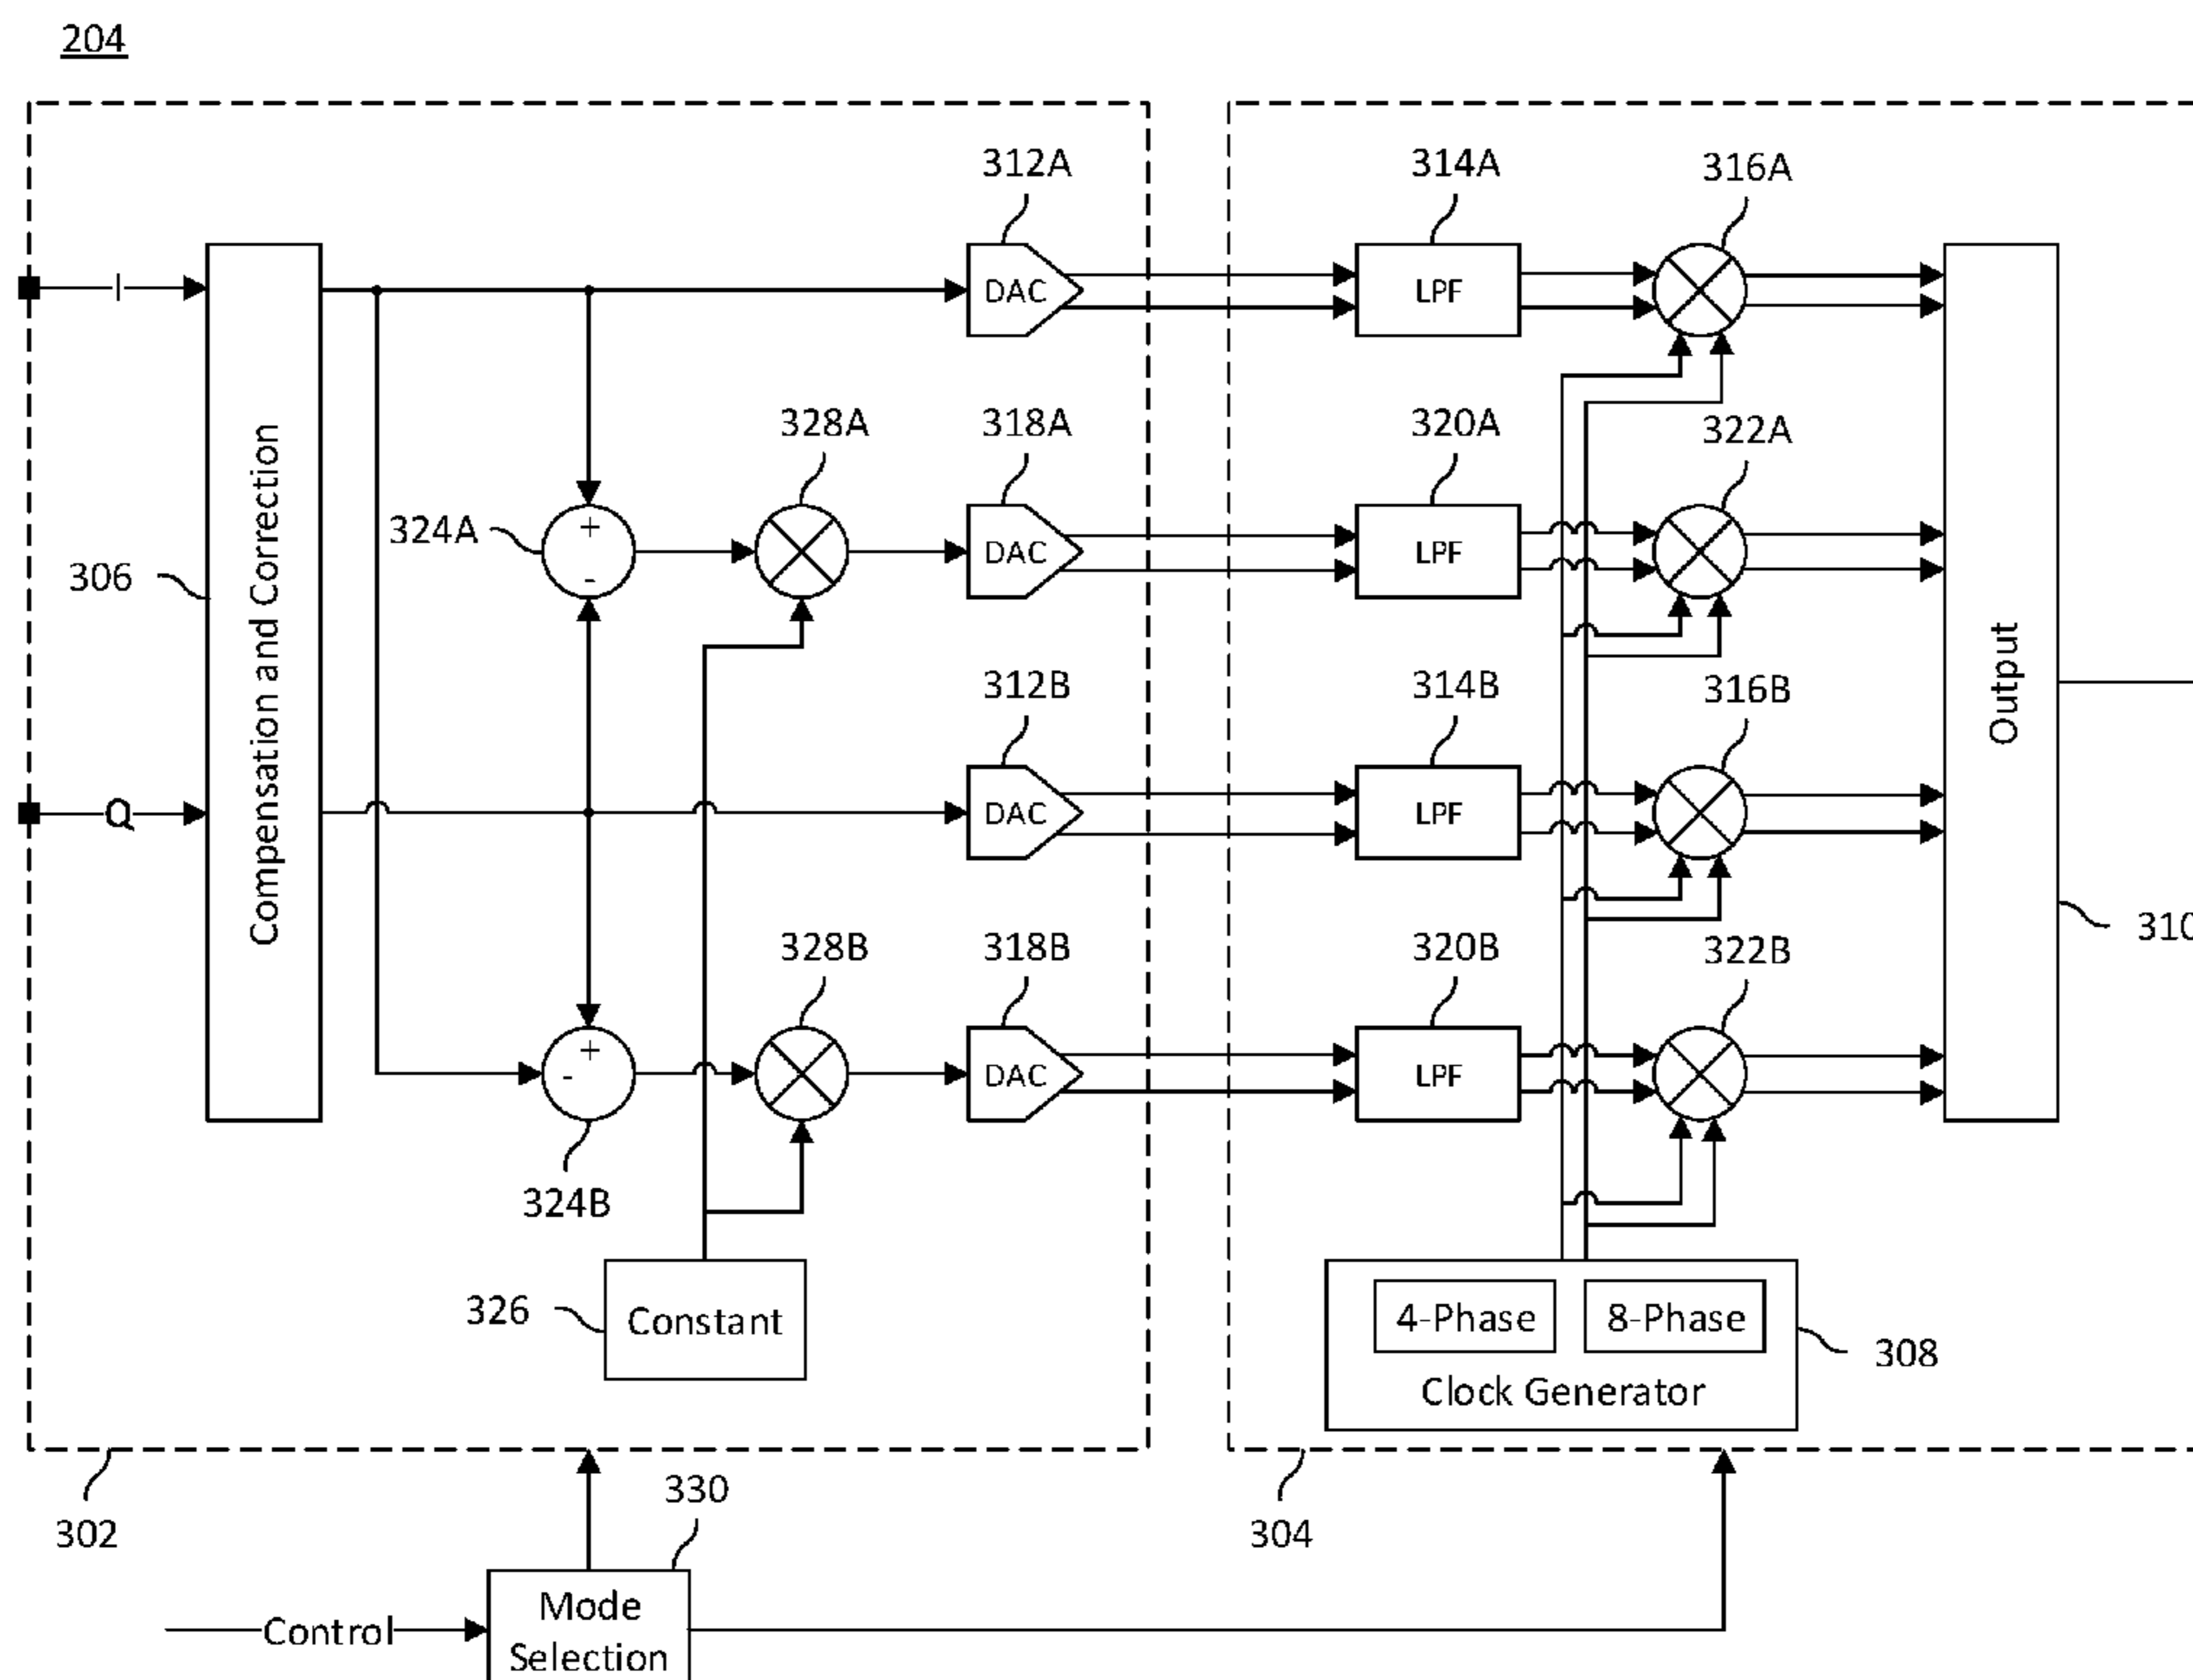 204
312A
314A
316A
I
DAC
LPF
328A
318A
320A
322A
324A
+
-
DAC
LPF
306
Compensation and Correction
312B
314B
316B
Output
Q
DAC
LPF
310
328B
318B
320B
322B
+
-
DAC
LPF
324B
326
Constant
4-Phase
8-Phase
308
Clock Generator
330
302
304
Control
Mode
Selection